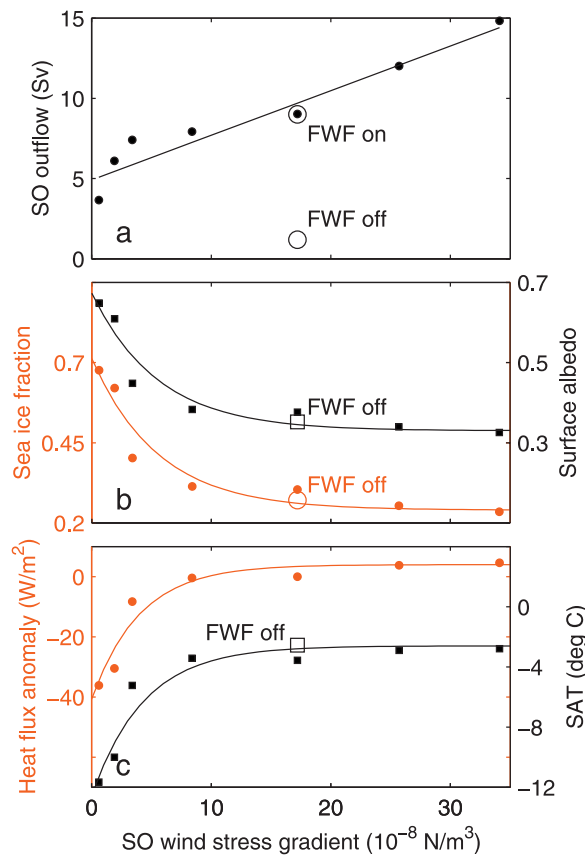 15
10
5
0
SO outflow (Sv)
FWF on
FWF off
a
0.7
0.45
0.2
Sea ice fraction
0.7
0.3
Surface albedo
FWF off
FWF off
b
0
−20
−40
Heat flux anomaly (W/m2)
0
−4
−8
−12
SAT (deg C)
FWF off
c
0 10 20 30
SO wind stress gradient (10−8 N/m3)